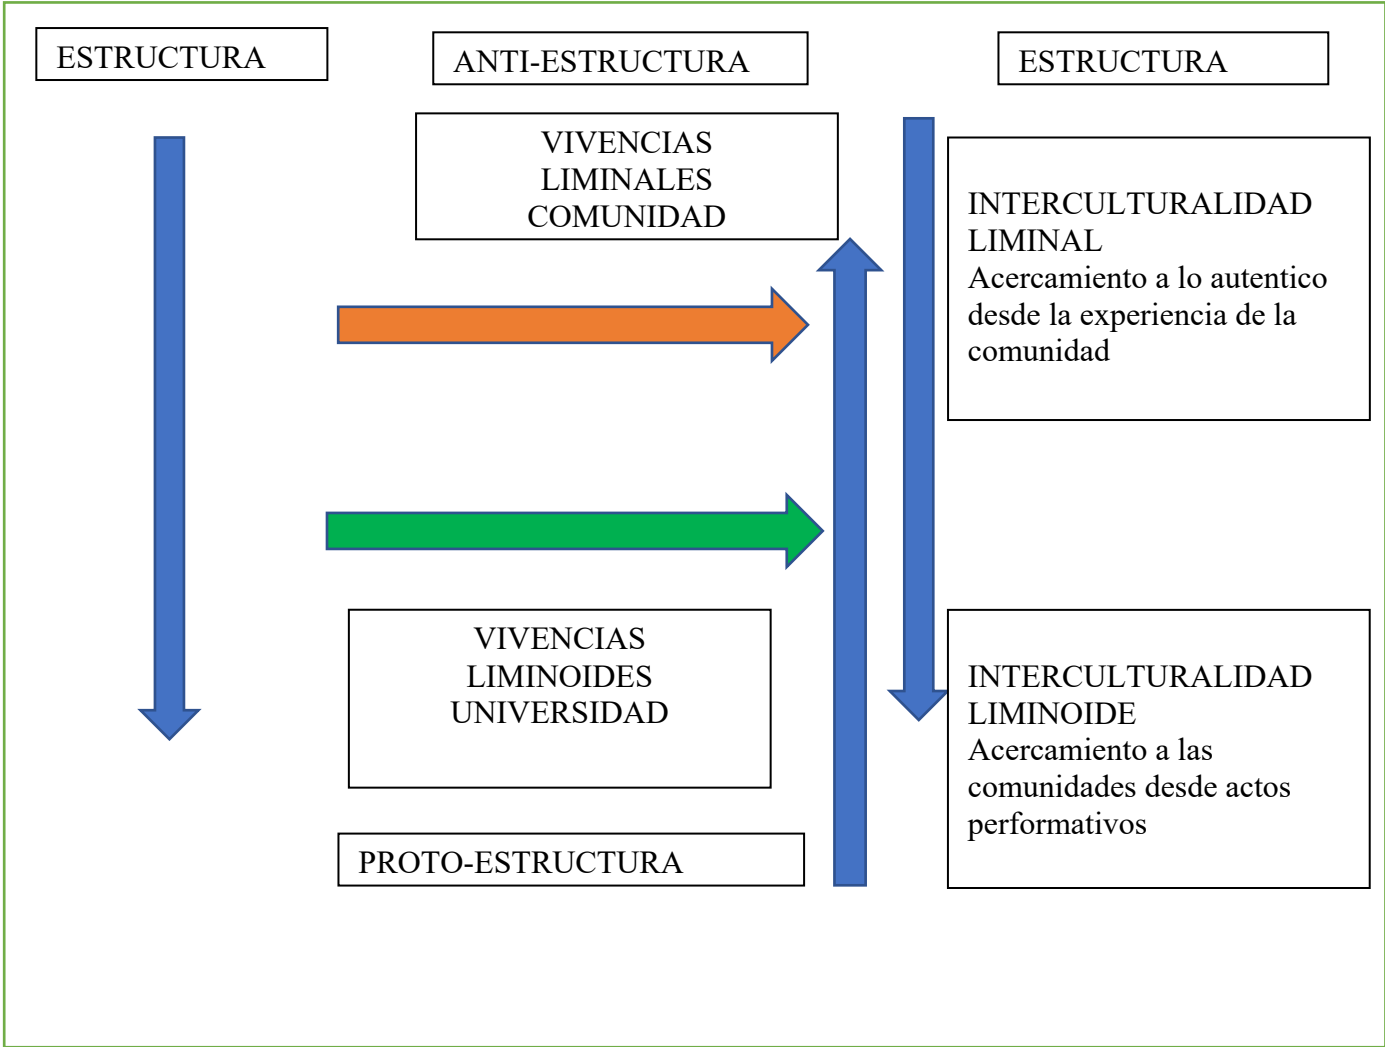 ESTRUCTURA
ANTI-ESTRUCTURA
ESTRUCTURA
VIVENCIAS
LIMINALES
COMUNIDAD
INTERCULTURALIDAD
LIMINAL
Acercamiento a lo autentico
desde la experiencia de la
comunidad
VIVENCIAS
LIMINOIDES
UNIVERSIDAD
INTERCULTURALIDAD
LIMINOIDE
Acercamiento a las
comunidades desde actos
performativos
PROTO-ESTRUCTURA